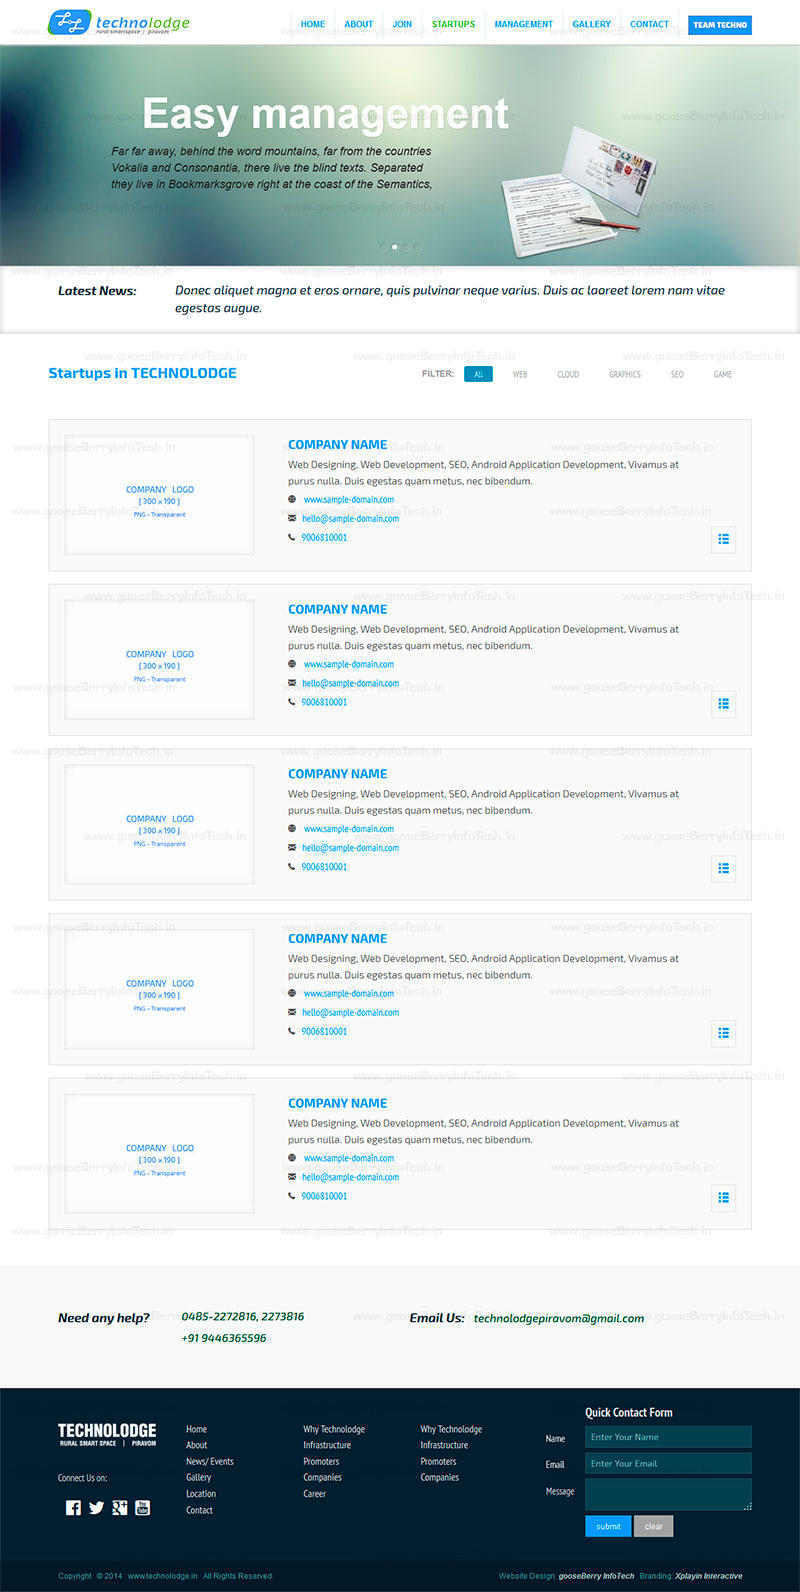 technolodge
rural smartspace | piravom
HOME ABOUT JOIN STARTUPS MANAGEMENT GALLERY CONTACT TEAM TECHNO
Easy management
Far far away, behind the word mountains, far from the countries
Vokalia and Consonantia, there live the blind texts. Separated
they live in Bookmarksgrove right at the coast of the Semantics,
Latest News:
Donec aliquet magna et eros ornare, quis pulvinar neque varius. Duis ac laoreet lorem nam vitae
egestas augue.
www.gooseBerryInfoTech.in
Startups in TECHNOLODGE
FILTER: ALL WEB CLOUD GRAPHICS SEO GAME
COMPANY LOGO
[ 300 x 190 ]
PNG - Transparent
COMPANY NAME
Web Designing, Web Development, SEO, Android Application Development, Vivamus at
purus nulla. Duis egestas quam metus, nec bibendum.
www.sample-domain.com
hello@sample-domain.com
9006810001
COMPANY LOGO
[ 300 x 190 ]
PNG - Transparent
COMPANY NAME
Web Designing, Web Development, SEO, Android Application Development, Vivamus at
purus nulla. Duis egestas quam metus, nec bibendum.
www.sample-domain.com
hello@sample-domain.com
9006810001
COMPANY LOGO
[ 300 x 190 ]
PNG - Transparent
COMPANY NAME
Web Designing, Web Development, SEO, Android Application Development, Vivamus at
purus nulla. Duis egestas quam metus, nec bibendum.
www.sample-domain.com
hello@sample-domain.com
9006810001
COMPANY LOGO
[ 300 x 190 ]
PNG - Transparent
COMPANY NAME
Web Designing, Web Development, SEO, Android Application Development, Vivamus at
purus nulla. Duis egestas quam metus, nec bibendum.
www.sample-domain.com
hello@sample-domain.com
9006810001
COMPANY LOGO
[ 300 x 190 ]
PNG - Transparent
COMPANY NAME
Web Designing, Web Development, SEO, Android Application Development, Vivamus at
purus nulla. Duis egestas quam metus, nec bibendum.
www.sample-domain.com
hello@sample-domain.com
9006810001
Need any help?
0485-2272816, 2273816
+91 9446365596
Email Us: technolodgepiravom@gmail.com
TECHNOLODGE
RURAL SMART SPACE | PIRAVOM
Connect Us on:
Home
About
News/ Events
Gallery
Location
Contact
Why Technolodge
Infrastructure
Promoters
Companies
Career
Why Technolodge
Infrastructure
Promoters
Companies
Quick Contact Form
Name Enter Your Name
Email Enter Your Email
Message
submit clear
Copyright © 2014 www.technolodge.in All Rights Reserved.
Website Design: gooseBerry InfoTech Branding: Xplayin Interactive